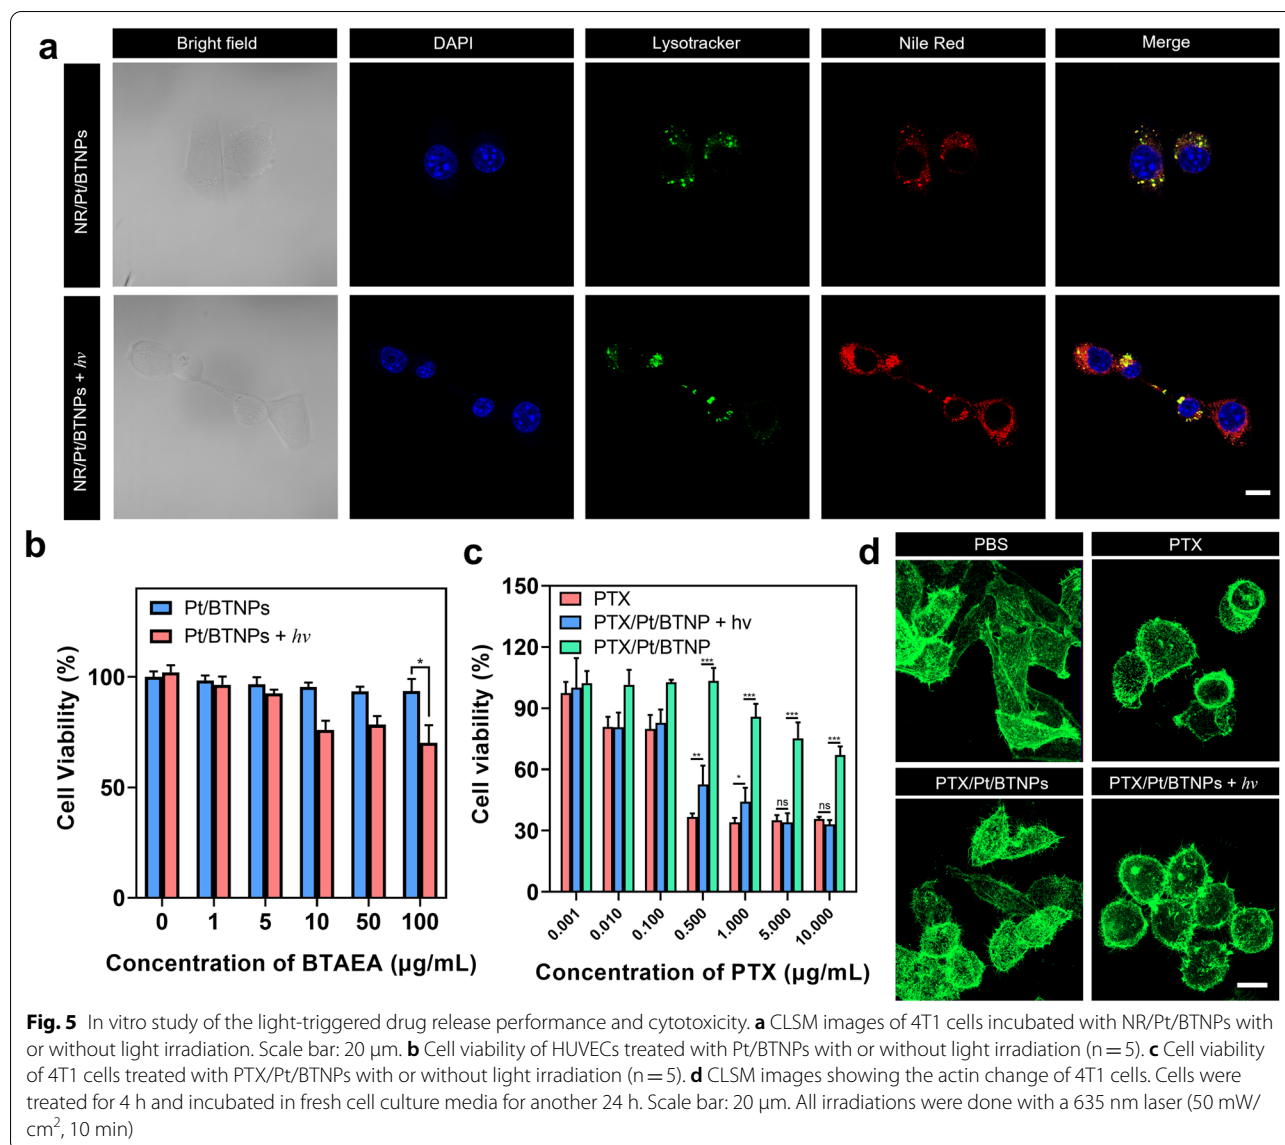 a
Bright field
DAPI
Lysotracker
Nile Red
Merge
NR/Pt/BTNPs
NR/Pt/BTNPs + hv
b
Pt/BTNPs
Pt/BTNPs + hv
*
Cell Viability (%)
100
50
0
0 1 5 10 50 100
Concentration of BTAEA (µg/mL)
c
PTX
PTX/Pt/BTNP + hv
PTX/Pt/BTNP
Cell viability (%)
150
120
90
60
30
0
** *** * *** ns *** ns ***
0.001 0.010 0.100 0.500 1.000 5.000 10.000
Concentration of PTX (µg/mL)
d
PBS
PTX
PTX/Pt/BTNPs
PTX/Pt/BTNPs + hv
Fig. 5 In vitro study of the light-triggered drug release performance and cytotoxicity. a CLSM images of 4T1 cells incubated with NR/Pt/BTNPs with
or without light irradiation. Scale bar: 20 µm. b Cell viability of HUVECs treated with Pt/BTNPs with or without light irradiation (n = 5). c Cell viability
of 4T1 cells treated with PTX/Pt/BTNPs with or without light irradiation (n = 5). d CLSM images showing the actin change of 4T1 cells. Cells were
treated for 4 h and incubated in fresh cell culture media for another 24 h. Scale bar: 20 µm. All irradiations were done with a 635 nm laser (50 mW/
cm², 10 min)